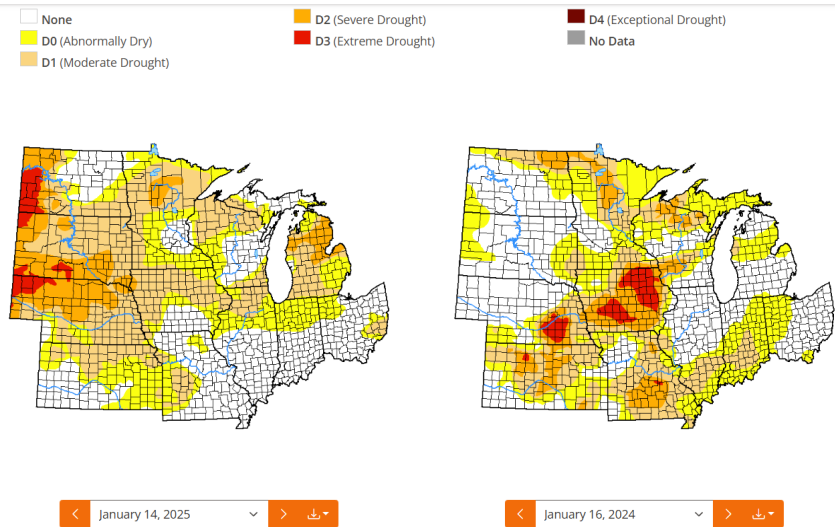 None
D0 (Abnormally Dry)
D1 (Moderate Drought)
D2 (Severe Drought)
D3 (Extreme Drought)
D4 (Exceptional Drought)
No Data
January 14, 2025
January 16, 2024